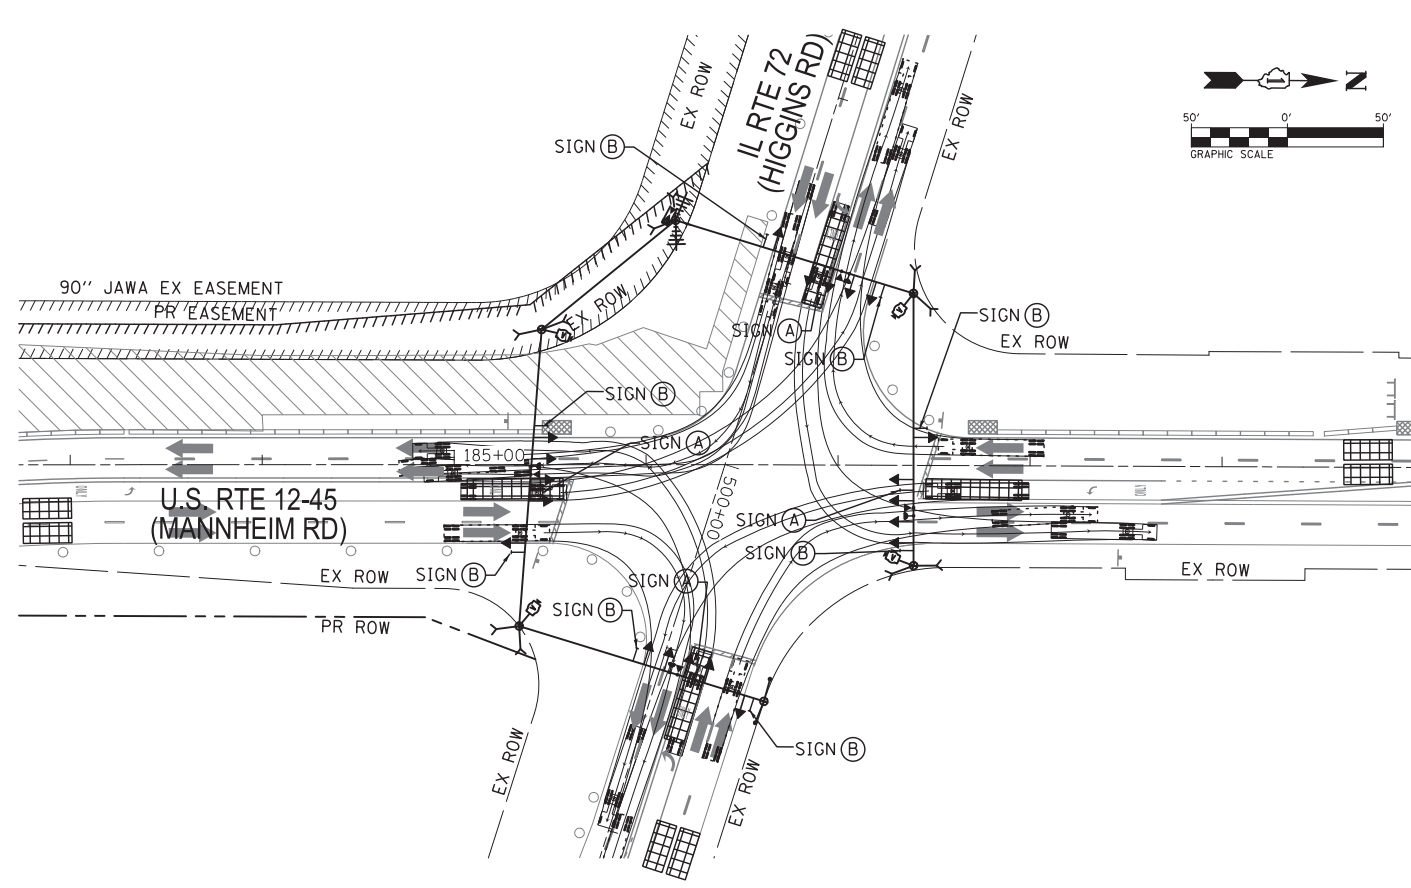 IL RTE 72
(HIGGINS RD)
EX ROW
EX ROW
N
50' 0' 50'
GRAPHIC SCALE
SIGN B
90'' JAWA EX EASEMENT
PR EASEMENT
EX ROW
SIGN A
SIGN B
SIGN B
EX ROW
SIGN B
SIGN A
185+00
ONLY
U.S. RTE 12-45
(MANNHEIM RD)
500+00
ONLY
SIGN A
SIGN B
EX ROW
SIGN B
SIGN A
EX ROW
SIGN B
PR ROW
EX ROW
SIGN B
EX ROW